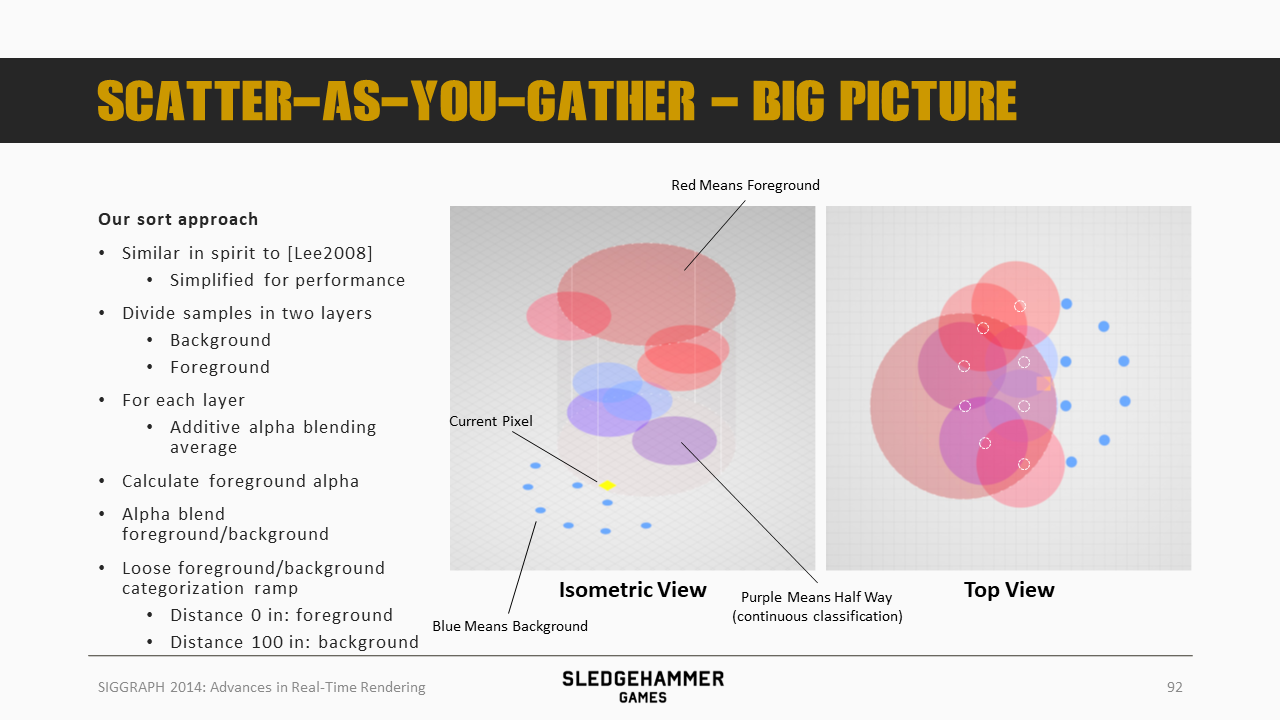 SCATTER-AS-YOU-GATHER - BIG PICTURE
Our sort approach
• Similar in spirit to [Lee2008]
• Simplified for performance
• Divide samples in two layers
• Background
• Foreground
• For each layer
• Additive alpha blending
average
• Calculate foreground alpha
• Alpha blend
foreground/background
• Loose foreground/background
categorization ramp
• Distance 0 in: foreground
• Distance 100 in: background
Red Means Foreground
Current Pixel
Isometric View
Blue Means Background
Purple Means Half Way
(continuous classification)
Top View
SIGGRAPH 2014: Advances in Real-Time Rendering
SLEDGEHAMMER
GAMES
92